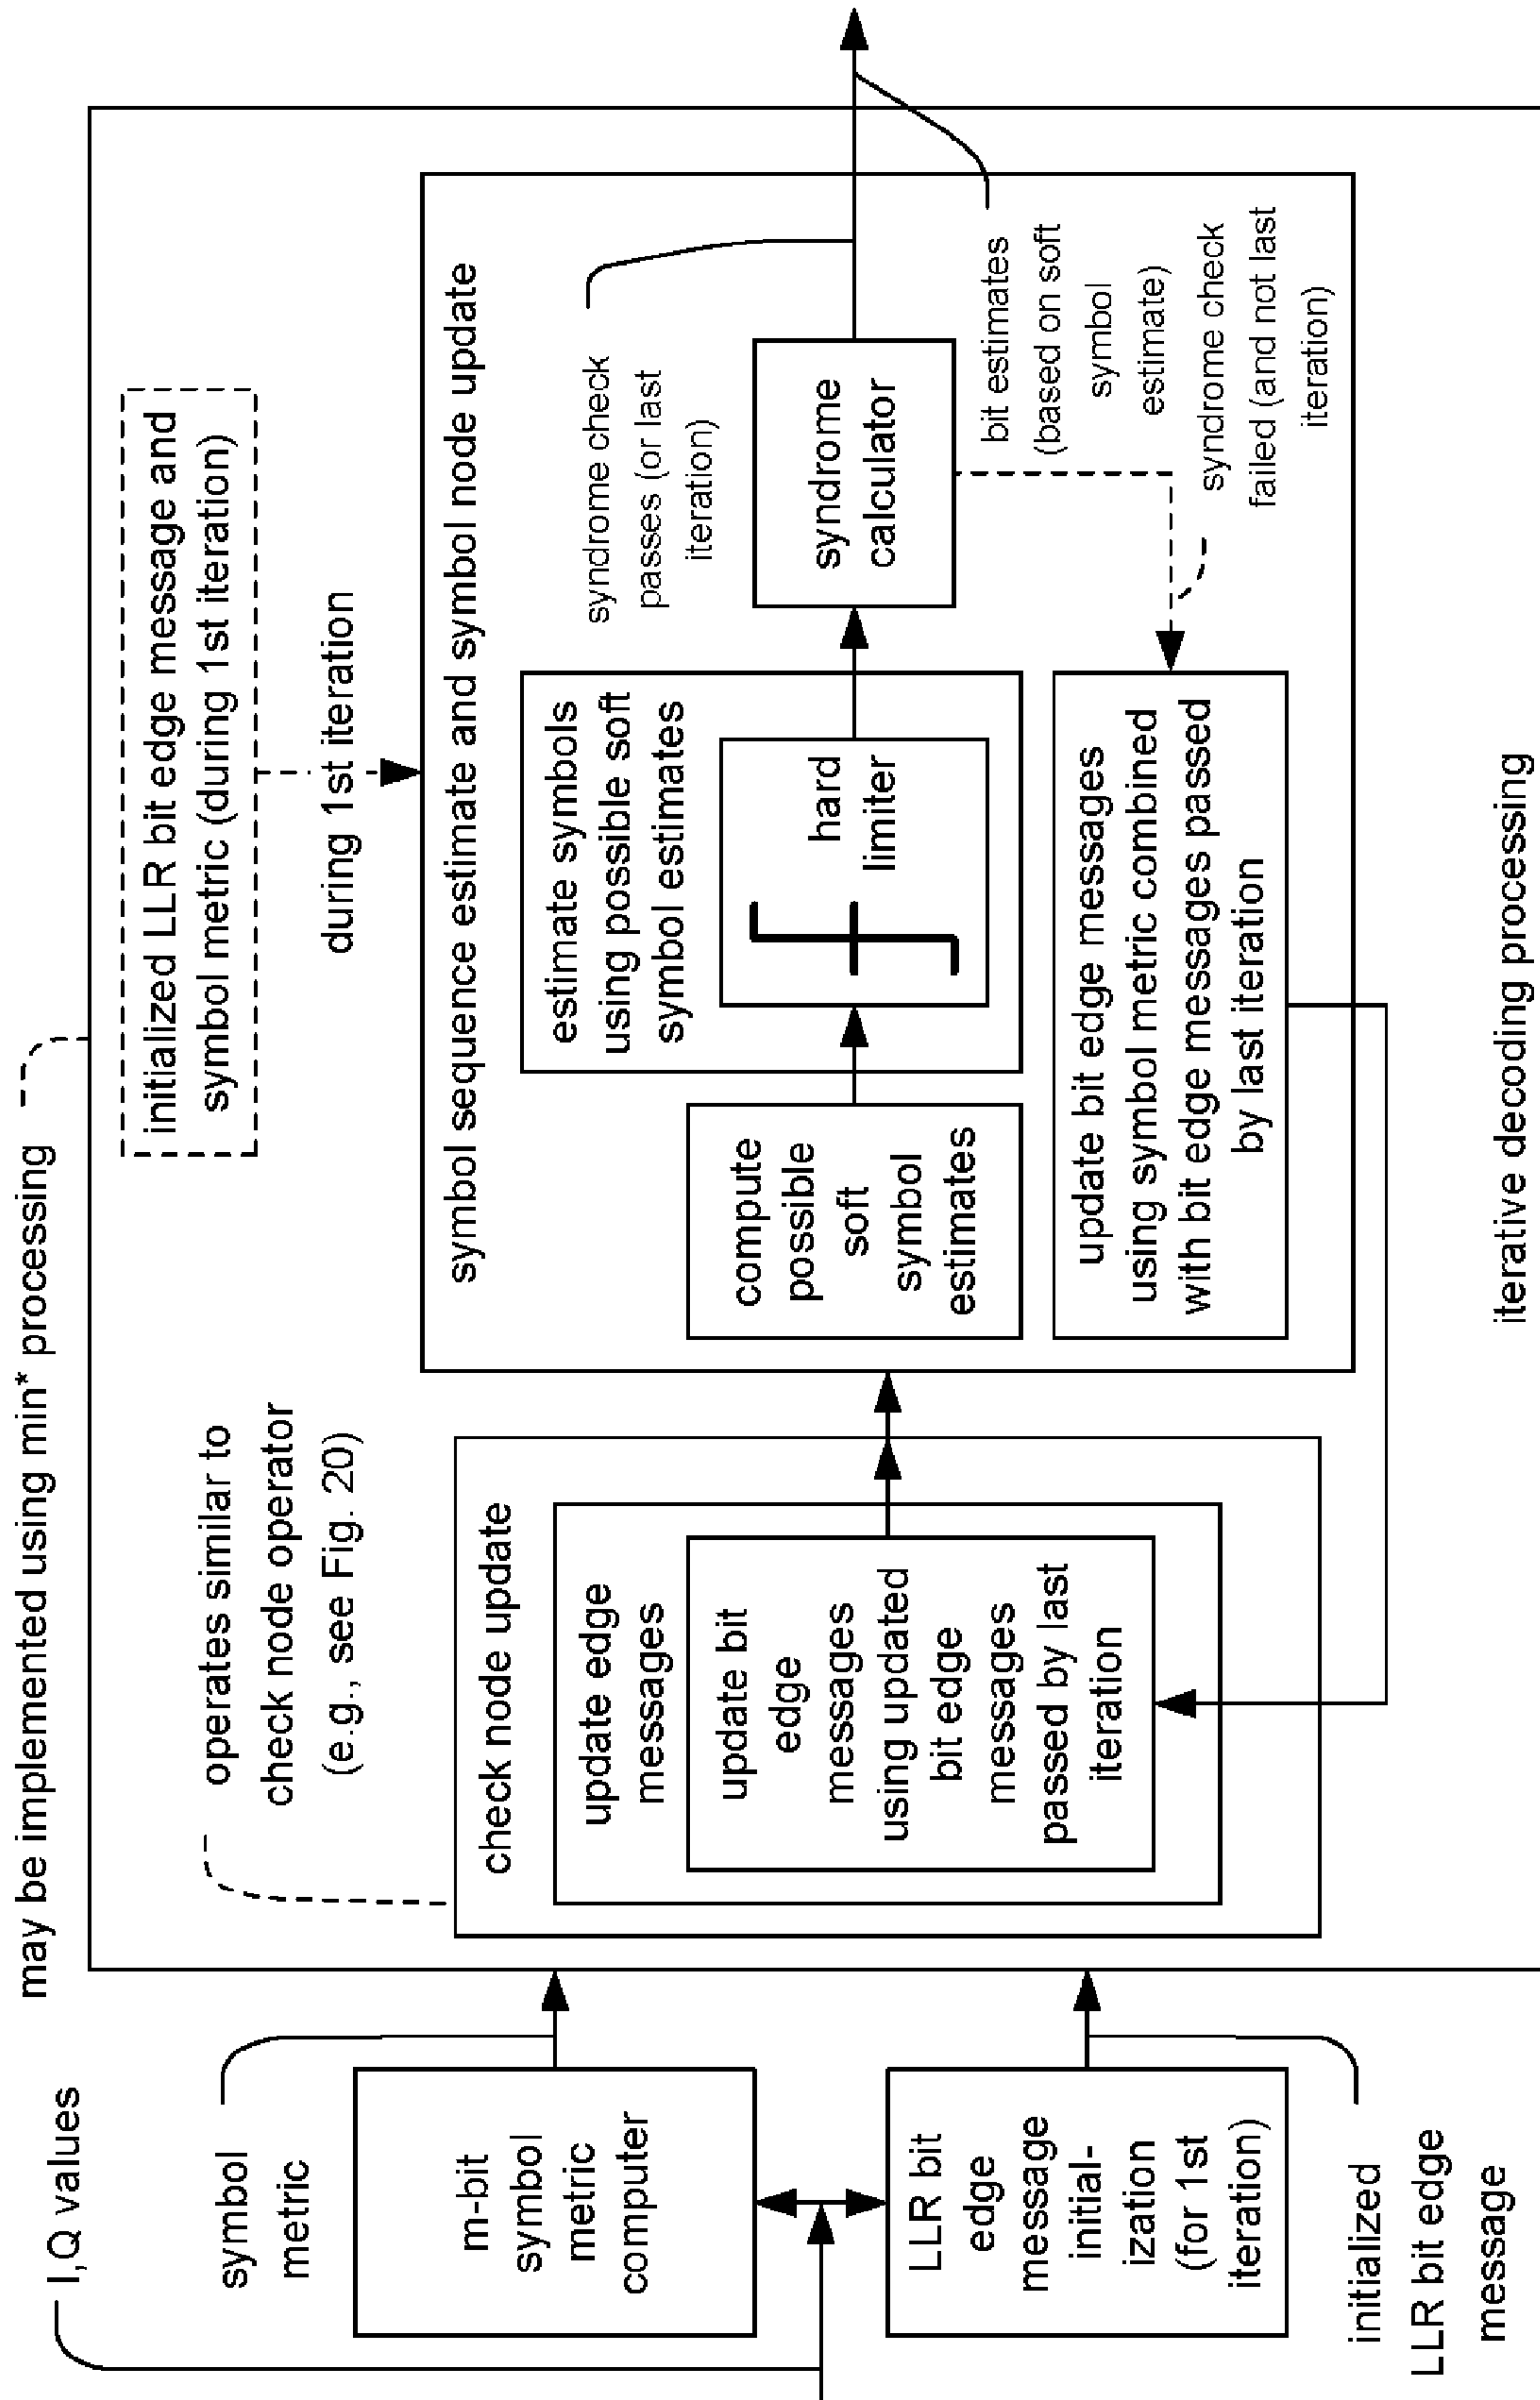 may be implemented using min* processing
I,Q values
symbol
metric
m-bit
symbol
metric
computer
LLR bit
edge
message
initial-
ization
(for 1st
iteration)
initialized
LLR bit edge
message
operates similar to
check node operator
(e.g., see Fig. 20)
check node update
update edge
messages
update bit
edge
messages
using updated
bit edge
messages
passed by last
iteration
initialized LLR bit edge message and
symbol metric (during 1st iteration)
during 1st iteration
symbol sequence estimate and symbol node update
compute
possible
soft
symbol
estimates
estimate symbols
using possible soft
symbol estimates
hard
limiter
syndrome check
passes (or last
iteration)
syndrome
calculator
bit estimates
(based on soft
symbol
estimate)
syndrome check
failed (and not last
iteration)
update bit edge messages
using symbol metric combined
with bit edge messages passed
by last iteration
iterative decoding processing